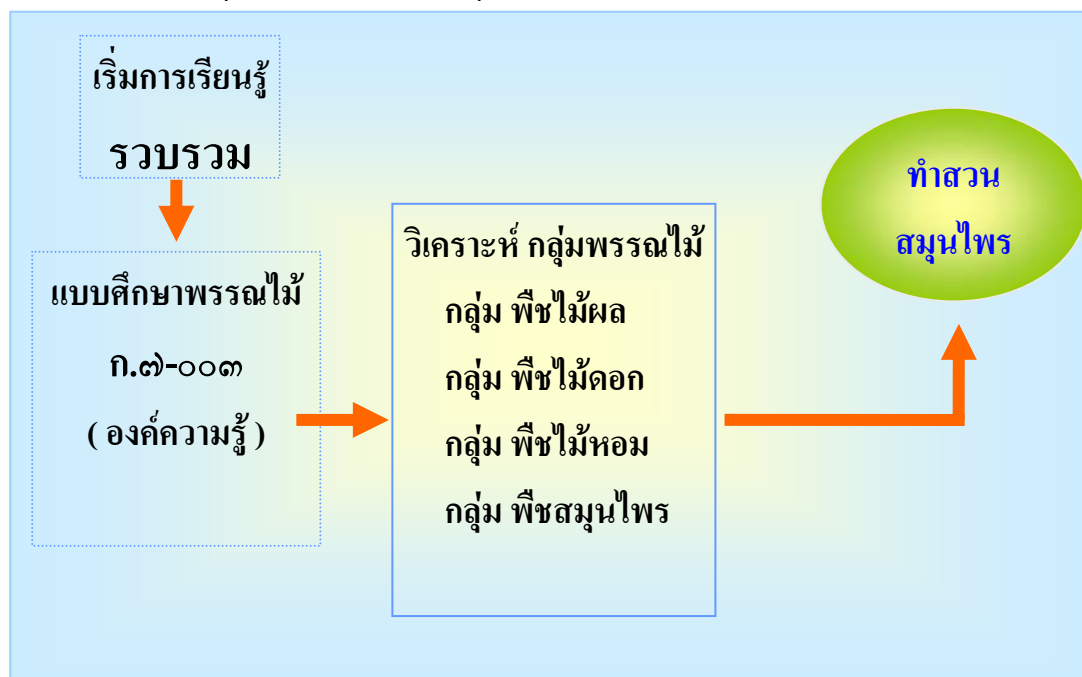 เริ่มการเรียนรู้
รวบรวม
แบบศึกษาพรรณไม้
ก.๗-๐๐๓
( องค์ความรู้ )
วิเคราะห์ กลุ่มพรรณไม้
กลุ่ม พืชไม้ผล
กลุ่ม พืชไม้ดอก
กลุ่ม พืชไม้หอม
กลุ่ม พืชสมุนไพร
ทำสวน
สมุนไพร